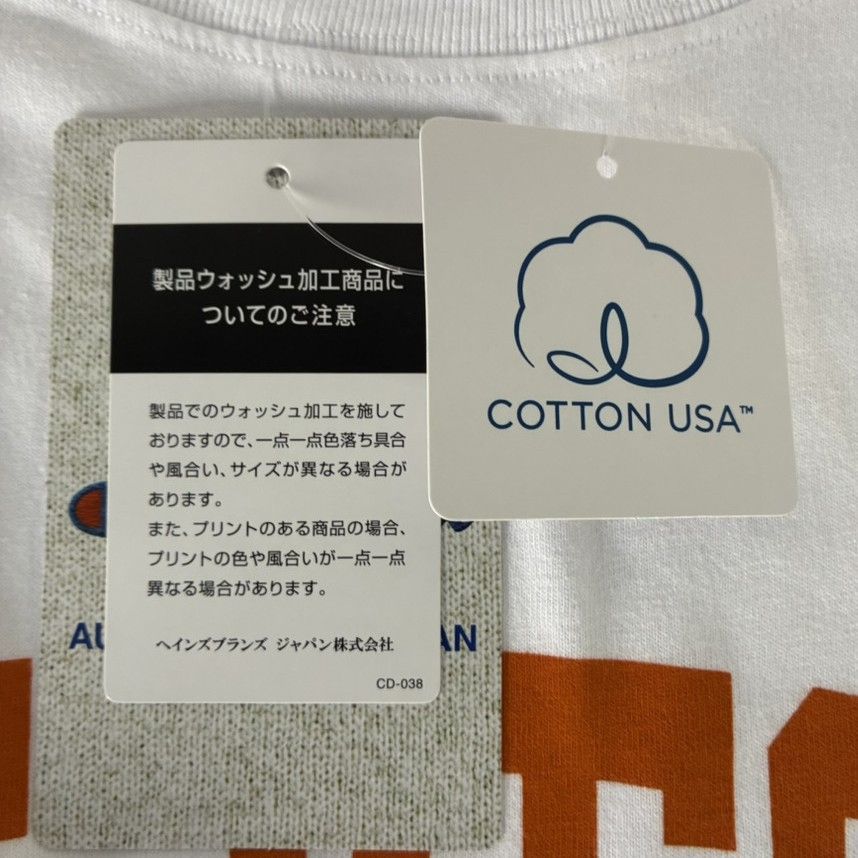 製品ウォッシュ加工商品に
ついてのご注意
製品でのウォッシュ加工を施して
おりますので、一点一点色落ち具合
や風合い、サイズが異なる場合が
あります。
また、プリントのある商品の場合、
プリントの色や風合いが一点一点
異なる場合があります。
ヘインズブランズ ジャパン株式会社
CD-038
COTTON USA™